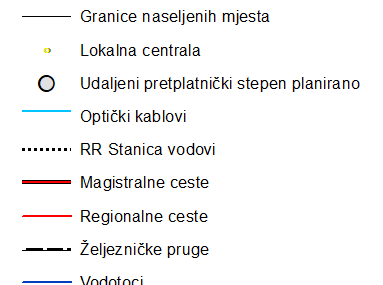 Granice naseljenih mjesta
Lokalna centrala
Udaljeni pretplatnički stepen planirano
Optički kablovi
RR Stanica vodovi
Magistralne ceste
Regionalne ceste
Željezničke pruge
Vodotoci